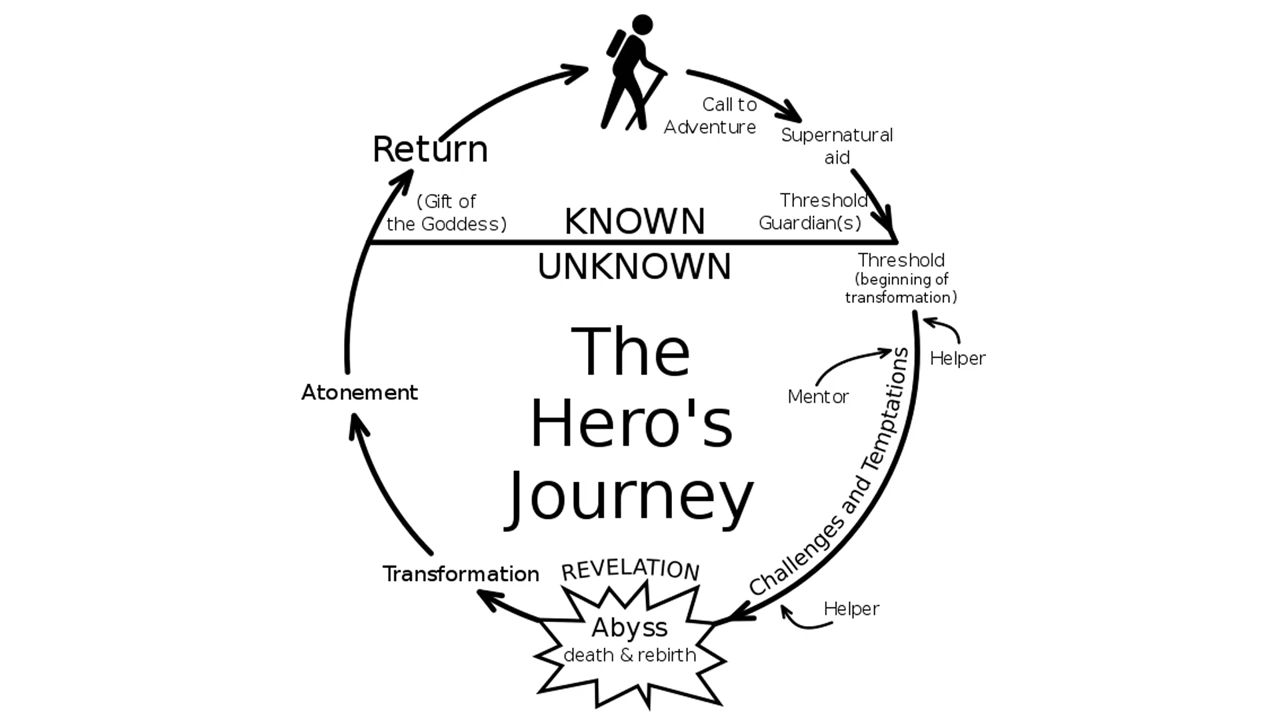 Call to
Adventure
Supernatural
aid
Return
(Gift of
the Goddess)
KNOWN
Threshold
Guardian(s)
UNKNOWN
Threshold
(beginning of
transformation)
The
Hero's
Journey
Helper
Mentor
Challenges and Temptations
Atonement
Transformation
REVELATION
Abyss
death & rebirth
Helper